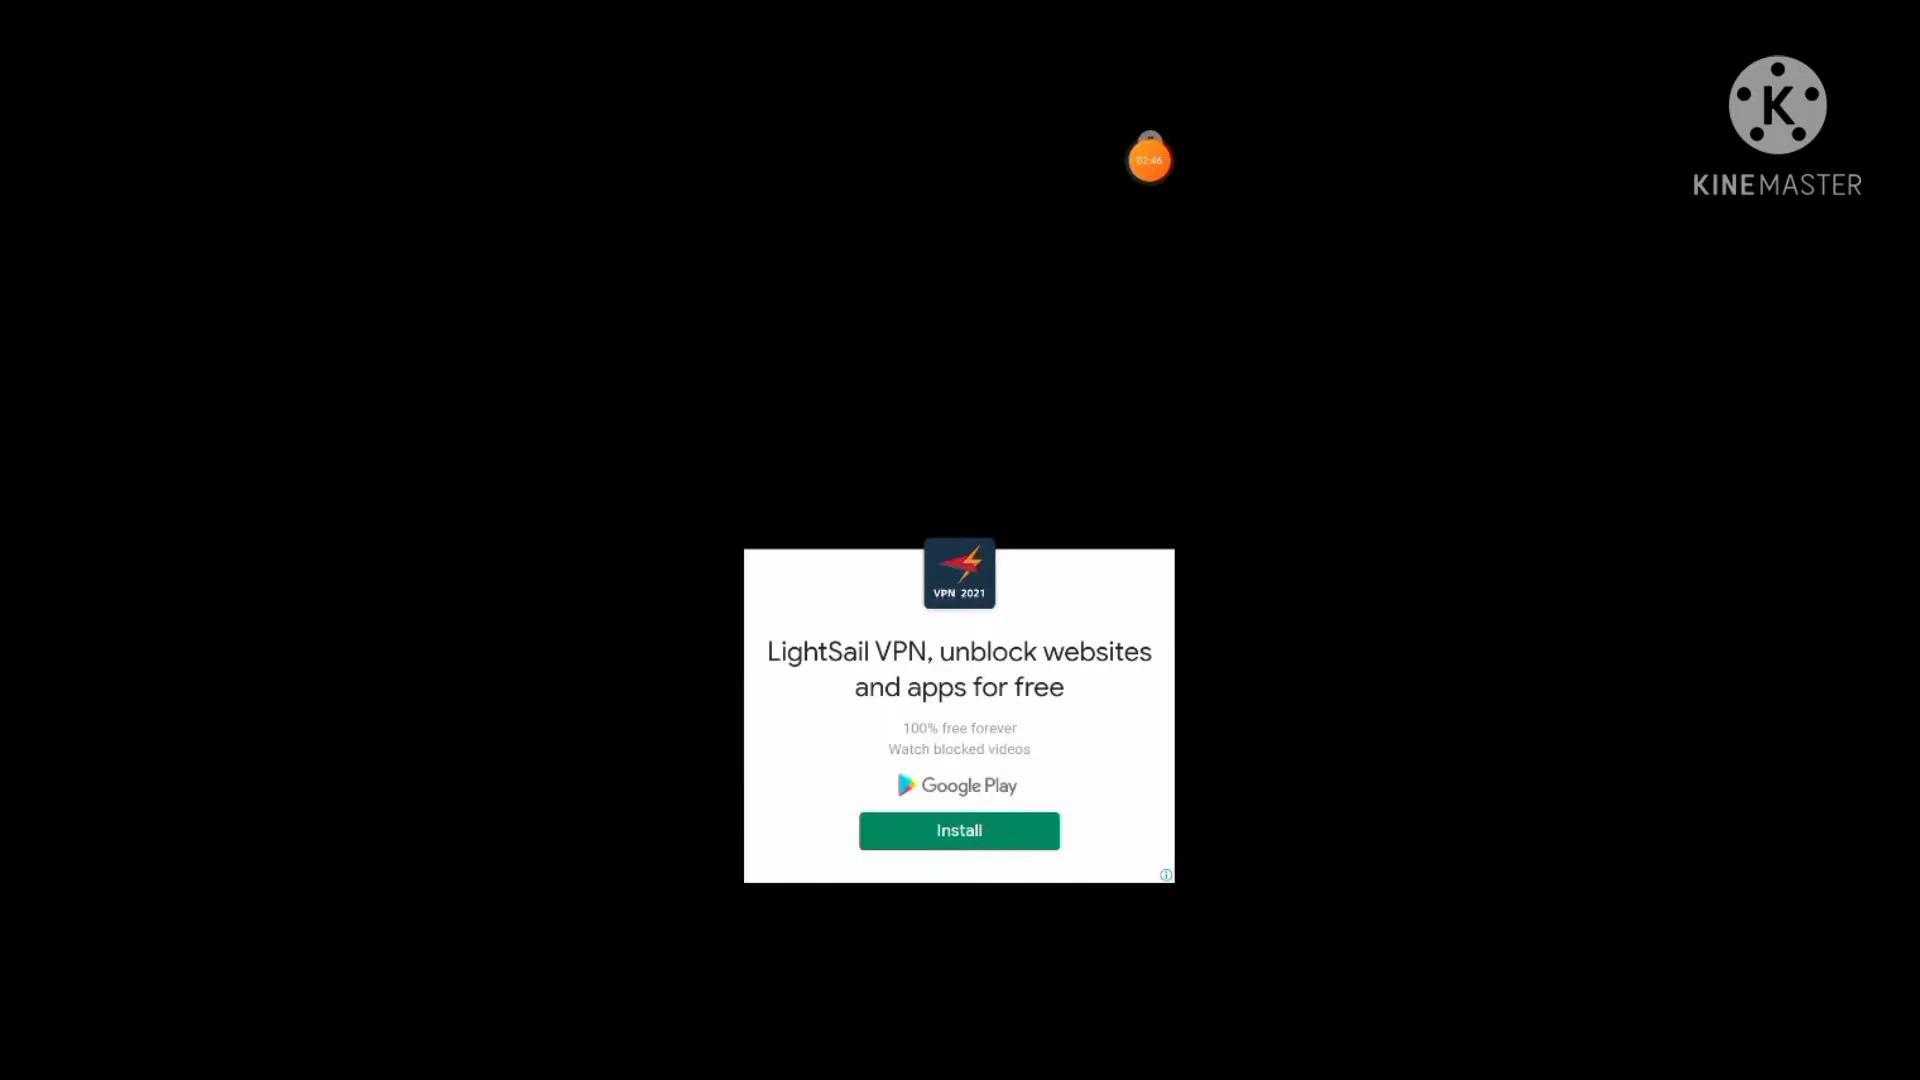 K
KINEMASTER
02:46
VPN 2021
LightSail VPN, unblock websites
and apps for free
100% free forever
Watch blocked videos
Google Play
Install